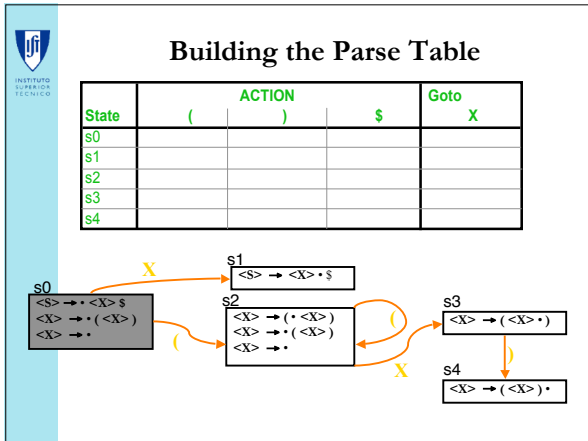 INSTITUTO
SUPERIOR
TECNICO
Building the Parse Table
ACTION Goto
State ( ) $ X
s0
s1
s2
s3
s4
X
s1
<S> → <X> • $
s0
<S> → • <X> $
<X> → • ( <X> )
<X> → •
(
s2
<X> → ( • <X> )
<X> → • ( <X> )
<X> → •
(
X
s3
<X> → ( <X> • )
)
s4
<X> → ( <X> ) •